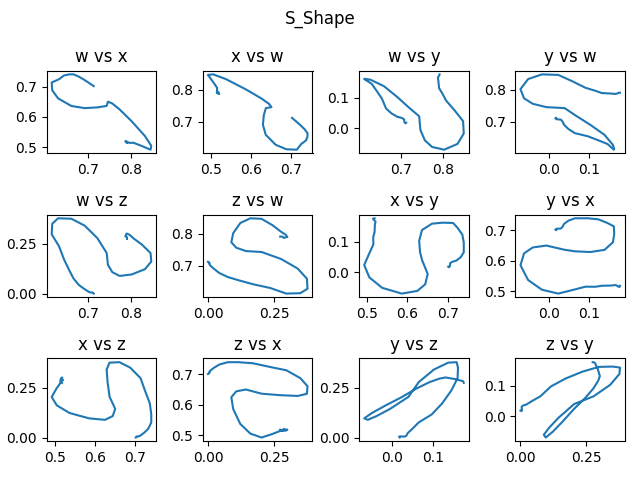 S_Shape
w vs x
x vs w
w vs y
y vs w
0.7
0.6
0.5
0.7 0.8
0.8
0.7
0.5 0.6 0.7
0.1
0.0
0.7 0.8
0.8
0.7
0.0 0.1
w vs z
z vs w
x vs y
y vs x
0.25
0.00
0.7 0.8
0.8
0.7
0.00 0.25
0.1
0.0
0.5 0.6 0.7
0.7
0.6
0.5
0.0 0.1
x vs z
z vs x
y vs z
z vs y
0.25
0.00
0.5 0.6 0.7
0.7
0.6
0.5
0.00 0.25
0.25
0.00
0.0 0.1
0.1
0.0
0.00 0.25